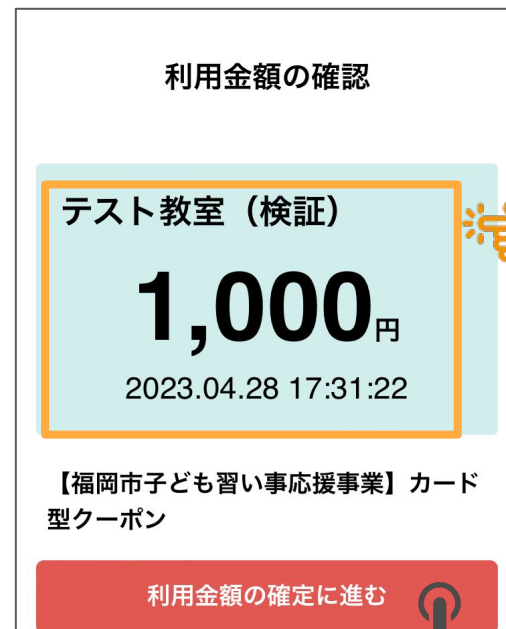 利用金額の確認
テスト教室（検証）
1,000円
2023.04.28 17:31:22
【福岡市子ども習い事応援事業】カード
型クーポン
利用金額の確定に進む